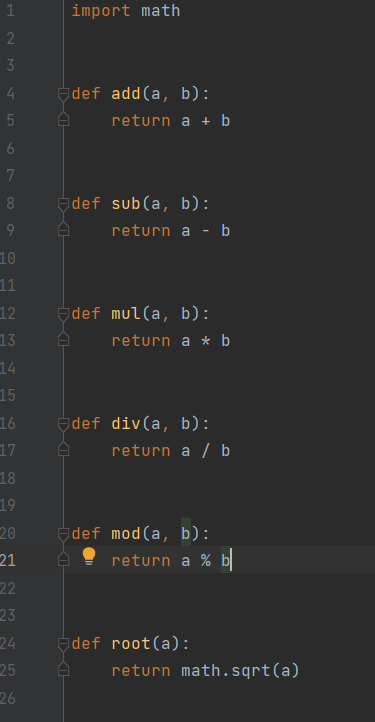 1 import math
2
3
4 def add(a, b):
5     return a + b
6
7
8 def sub(a, b):
9     return a - b
10
11
12 def mul(a, b):
13     return a * b
14
15
16 def div(a, b):
17     return a / b
18
19
20 def mod(a, b):
21     return a % b
22
23
24 def root(a):
25     return math.sqrt(a)
26